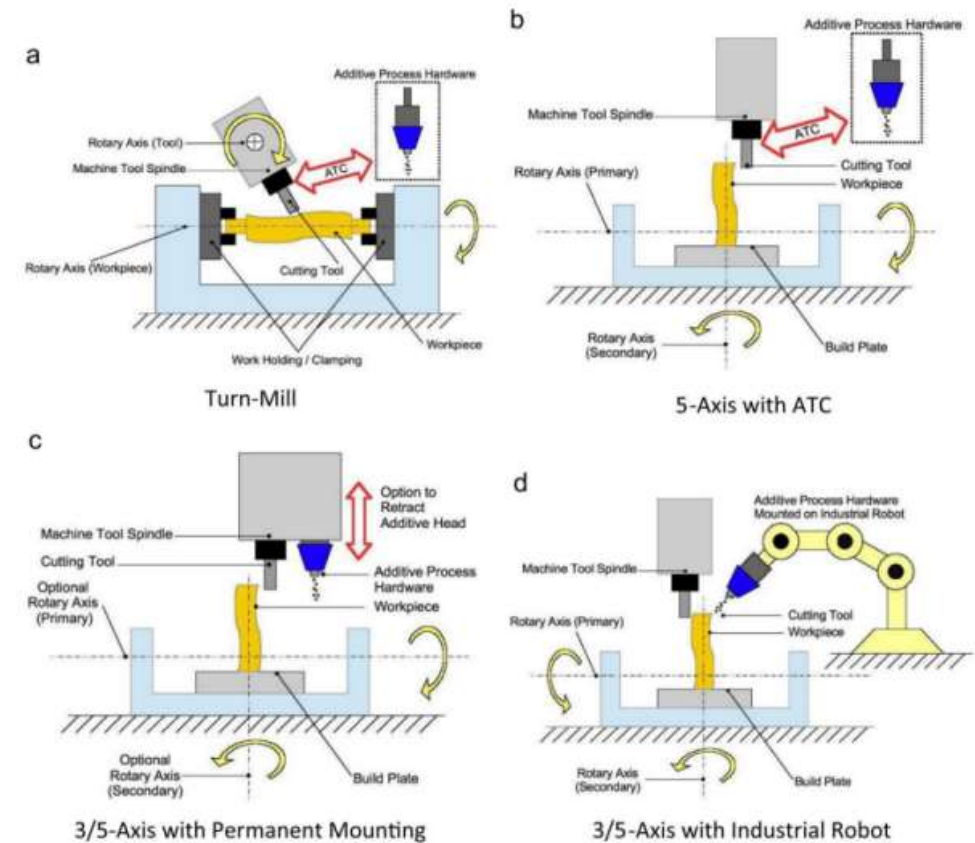 a
Additive Process Hardware
Rotary Axis (Tool)
Machine Tool Spindle
ATC
Rotary Axis (Workpiece)
Cutting Tool
Workpiece
Work Holding / Clamping
Turn-Mill
b
Additive Process Hardware
Machine Tool Spindle
ATC
Cutting Tool
Rotary Axis (Primary)
Workpiece
Rotary Axis
(Secondary)
Build Plate
5-Axis with ATC
c
Option to
Retract
Additive Head
Machine Tool Spindle
Cutting Tool
Additive Process
Hardware
Optional
Rotary Axis
(Primary)
Workpiece
Optional
Rotary Axis
(Secondary)
Build Plate
3/5-Axis with Permanent Mounting
d
Additive Process Hardware
Mounted on Industrial Robot
Machine Tool Spindle
Cutting Tool
Rotary Axis (Primary)
Workpiece
Rotary Axis
(Secondary)
Build Plate
3/5-Axis with Industrial Robot